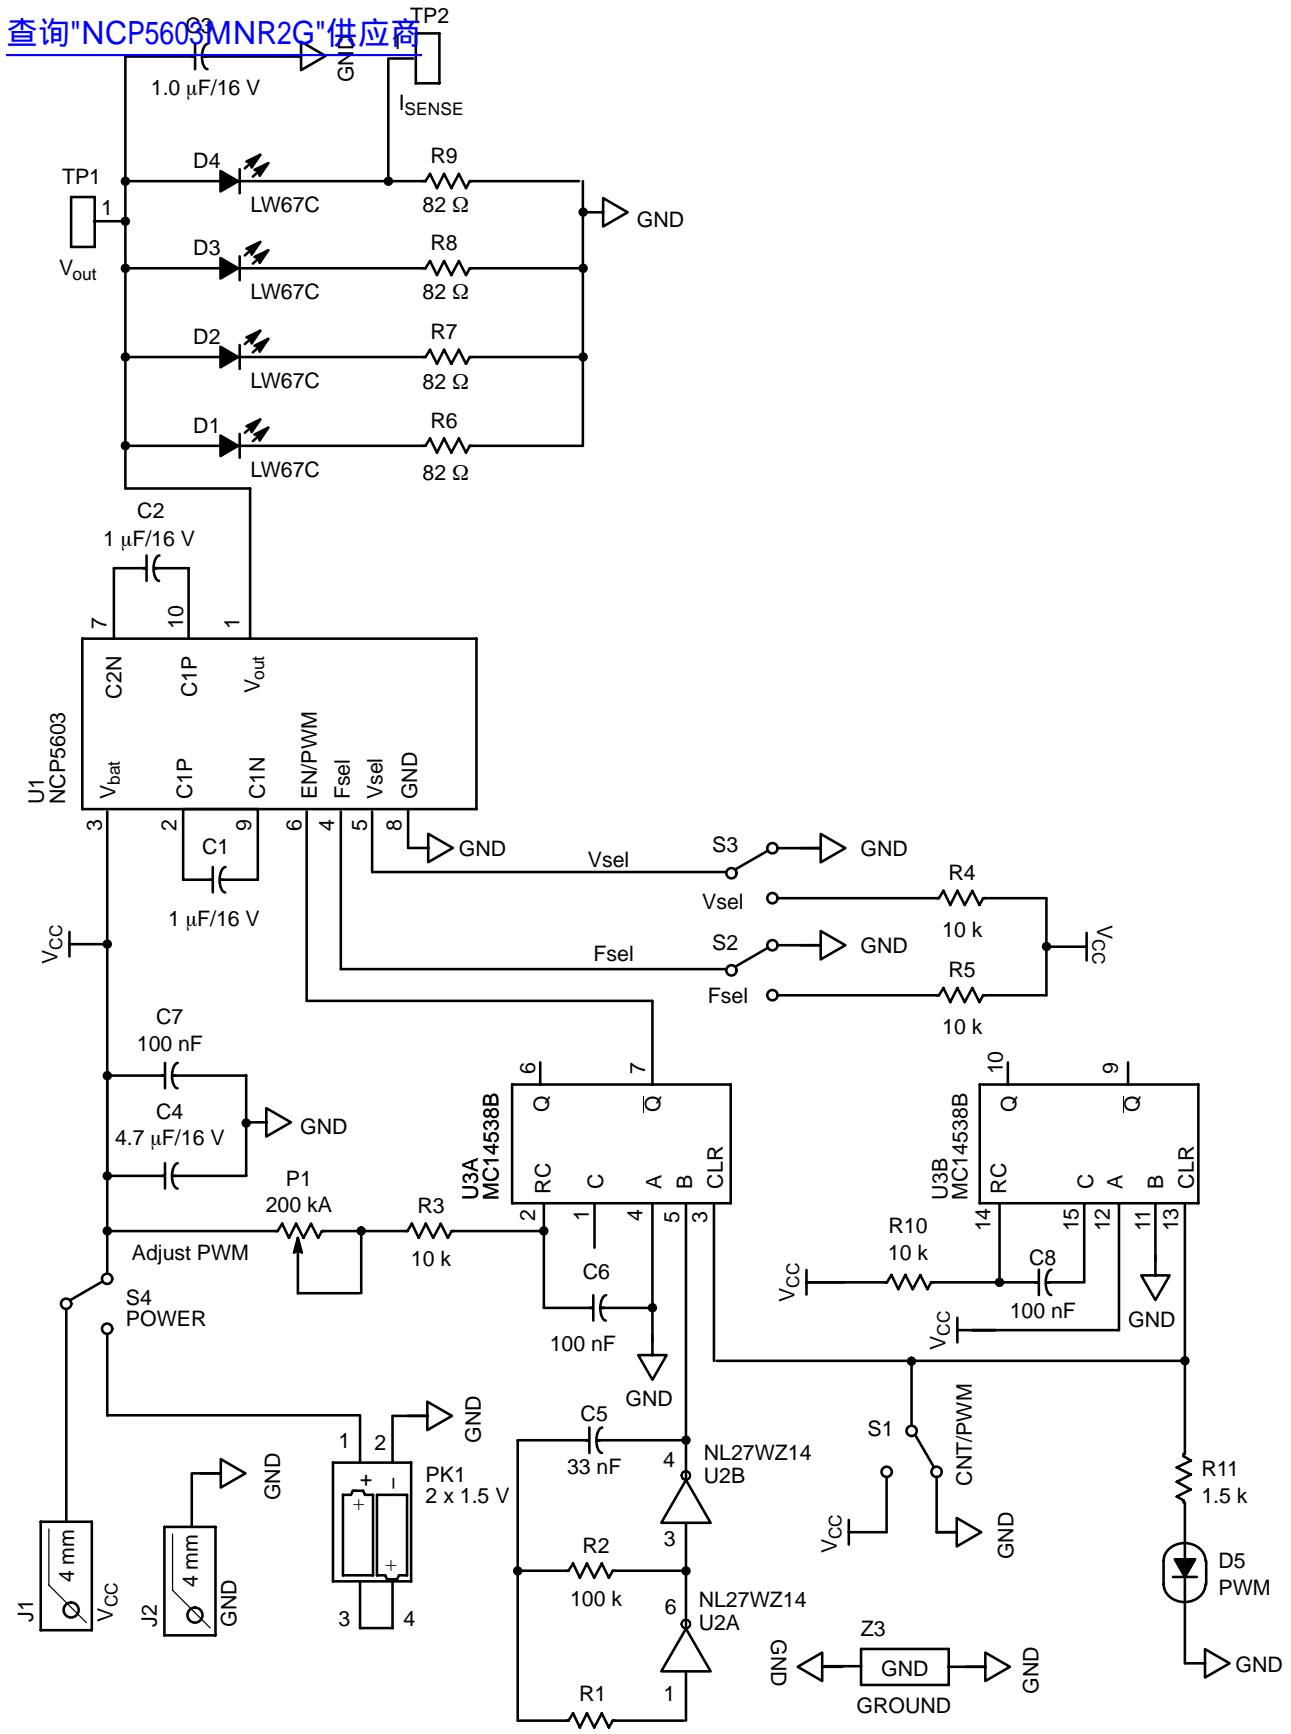 查询"NCP5603MNR2G"供应商
C3
1.0 μF/16 V
GND
TP2
1
ISENSE
D4
LW67C
R9
82 Ω
TP1
1
Vout
GND
D3
LW67C
R8
82 Ω
D2
LW67C
R7
82 Ω
D1
LW67C
R6
82 Ω
C2
1 μF/16 V
7
10
1
C2N
C1P
Vout
U1
NCP5603
Vbat
C1P
C1N
EN/PWM
Fsel
Vsel
GND
3
2
9
6
4
5
8
GND
C1
1 μF/16 V
Vsel
S3
GND
Vsel
R4
10 k
VCC
Fsel
S2
GND
Fsel
R5
10 k
VCC
C7
100 nF
C4
4.7 μF/16 V
GND
6
7
Q
Q
U3A
MC14538B
RC
C
A
B
CLR
2
1
4
5
3
10
9
Q
Q
U3B
MC14538B
RC
C
A
B
CLR
14
15
12
11
13
P1
200 kA
Adjust PWM
R3
10 k
C6
100 nF
GND
R10
10 k
VCC
C8
100 nF
VCC
GND
S4
POWER
1
2
GND
PK1
2 x 1.5 V
+
–
+
+
3
4
J1
4 mm
VCC
J2
4 mm
GND
GND
C5
33 nF
4
NL27WZ14
U2B
3
R2
100 k
6
NL27WZ14
U2A
1
R1
S1
CNT/PWM
VCC
GND
R11
1.5 k
D5
PWM
GND
Z3
GND
GND
GND
GROUND